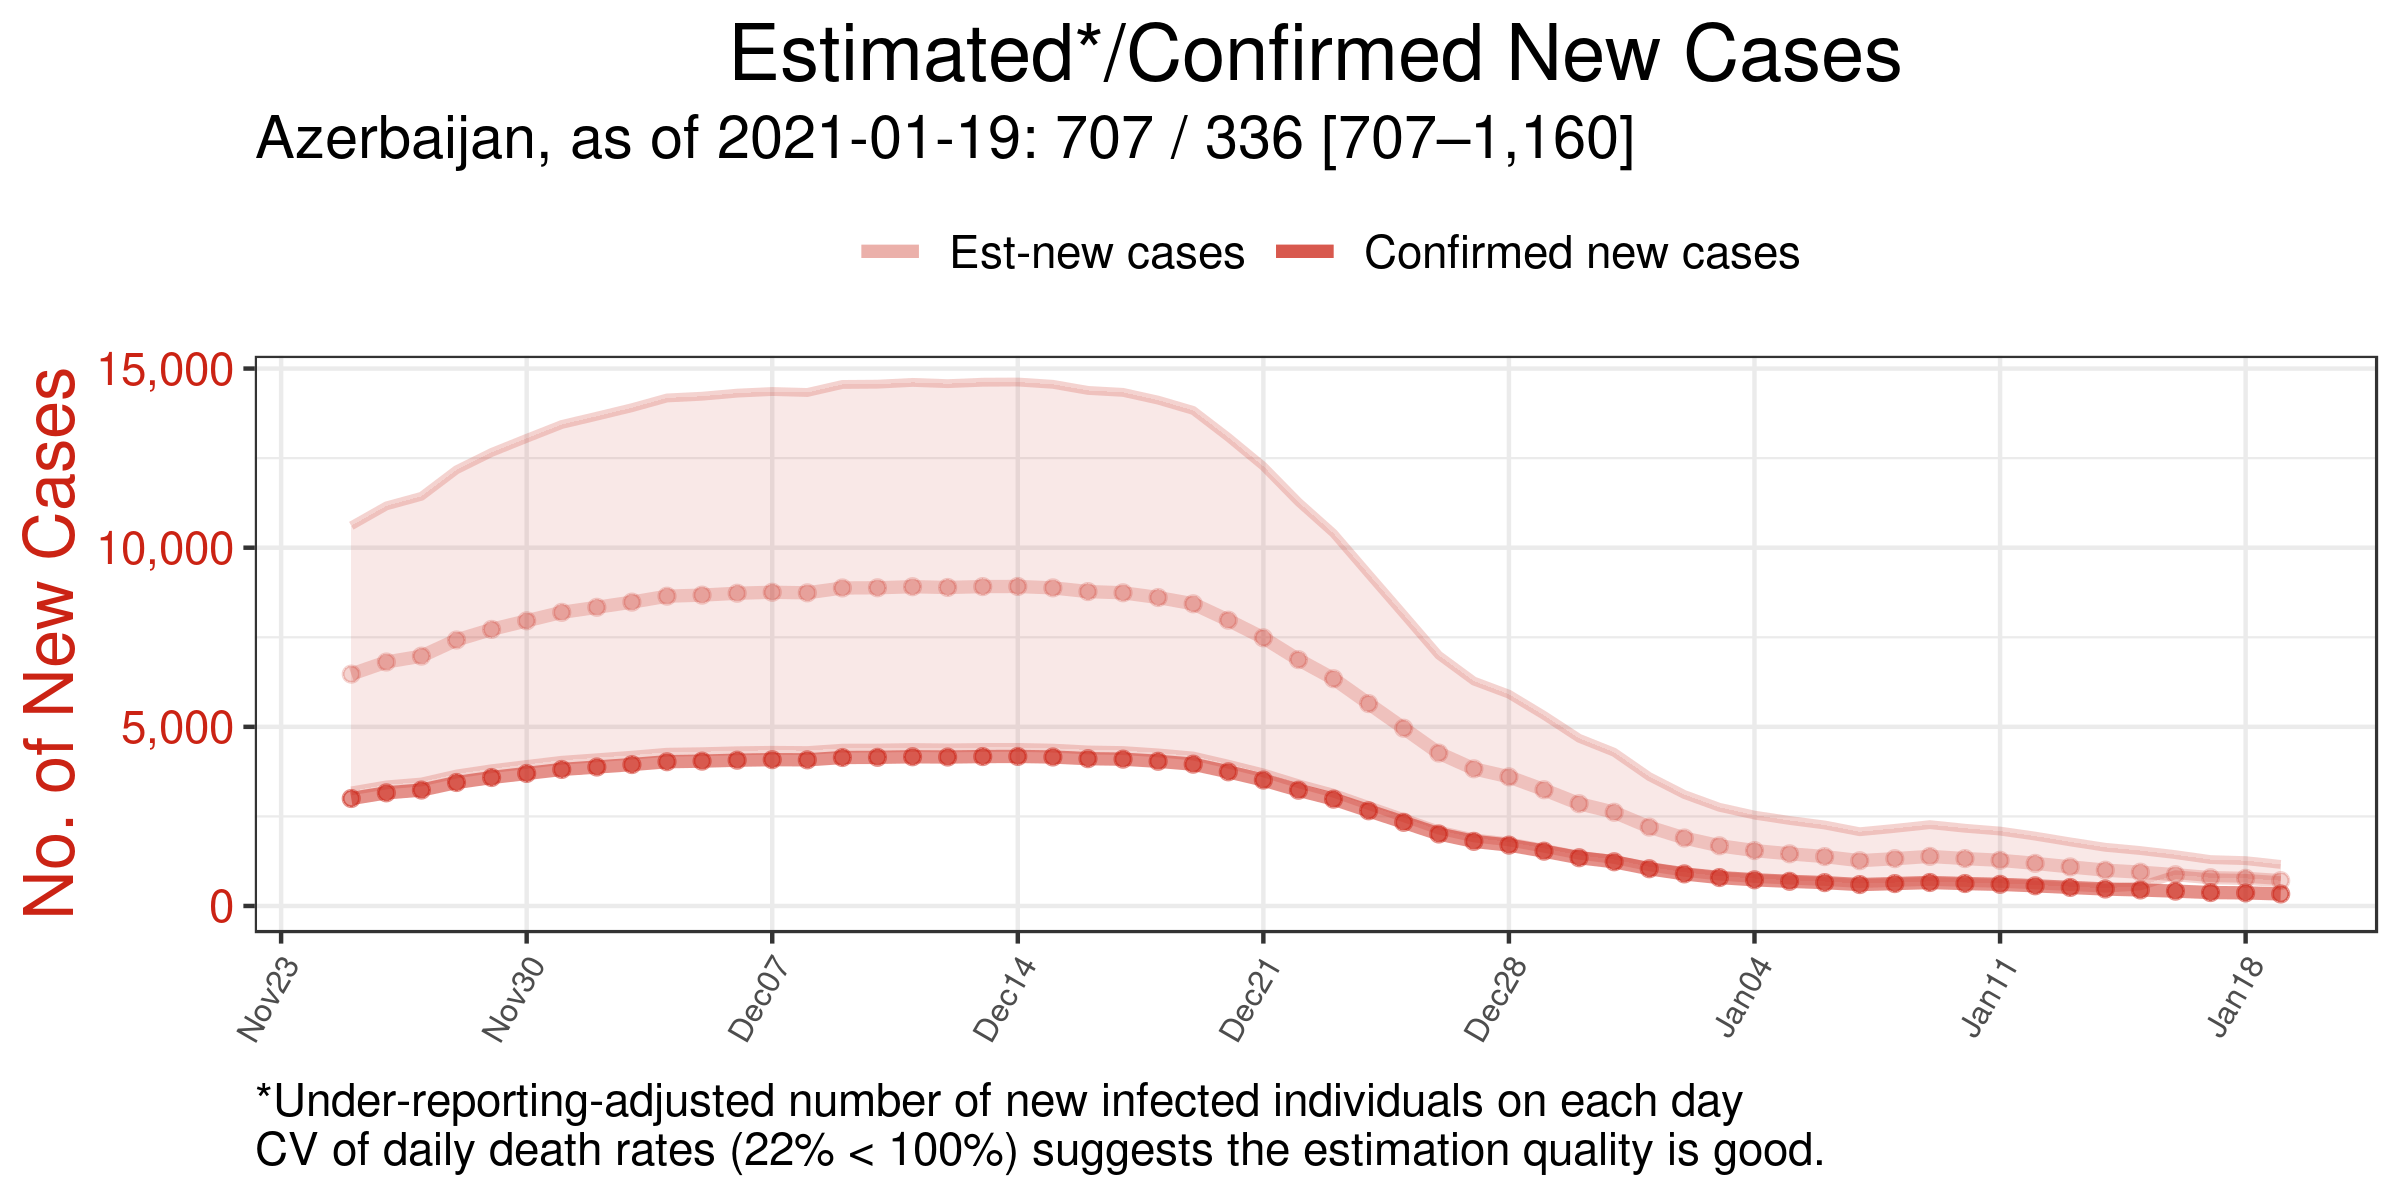 Estimated*/Confirmed New Cases
Azerbaijan, as of 2021-01-19: 707 / 336 [707–1,160]
Est-new cases
Confirmed new cases
No. of New Cases
15,000
10,000
5,000
0
Nov23
Nov30
Dec07
Dec14
Dec21
Dec28
Jan04
Jan11
Jan18
*Under-reporting-adjusted number of new infected individuals on each day
CV of daily death rates (22% < 100%) suggests the estimation quality is good.